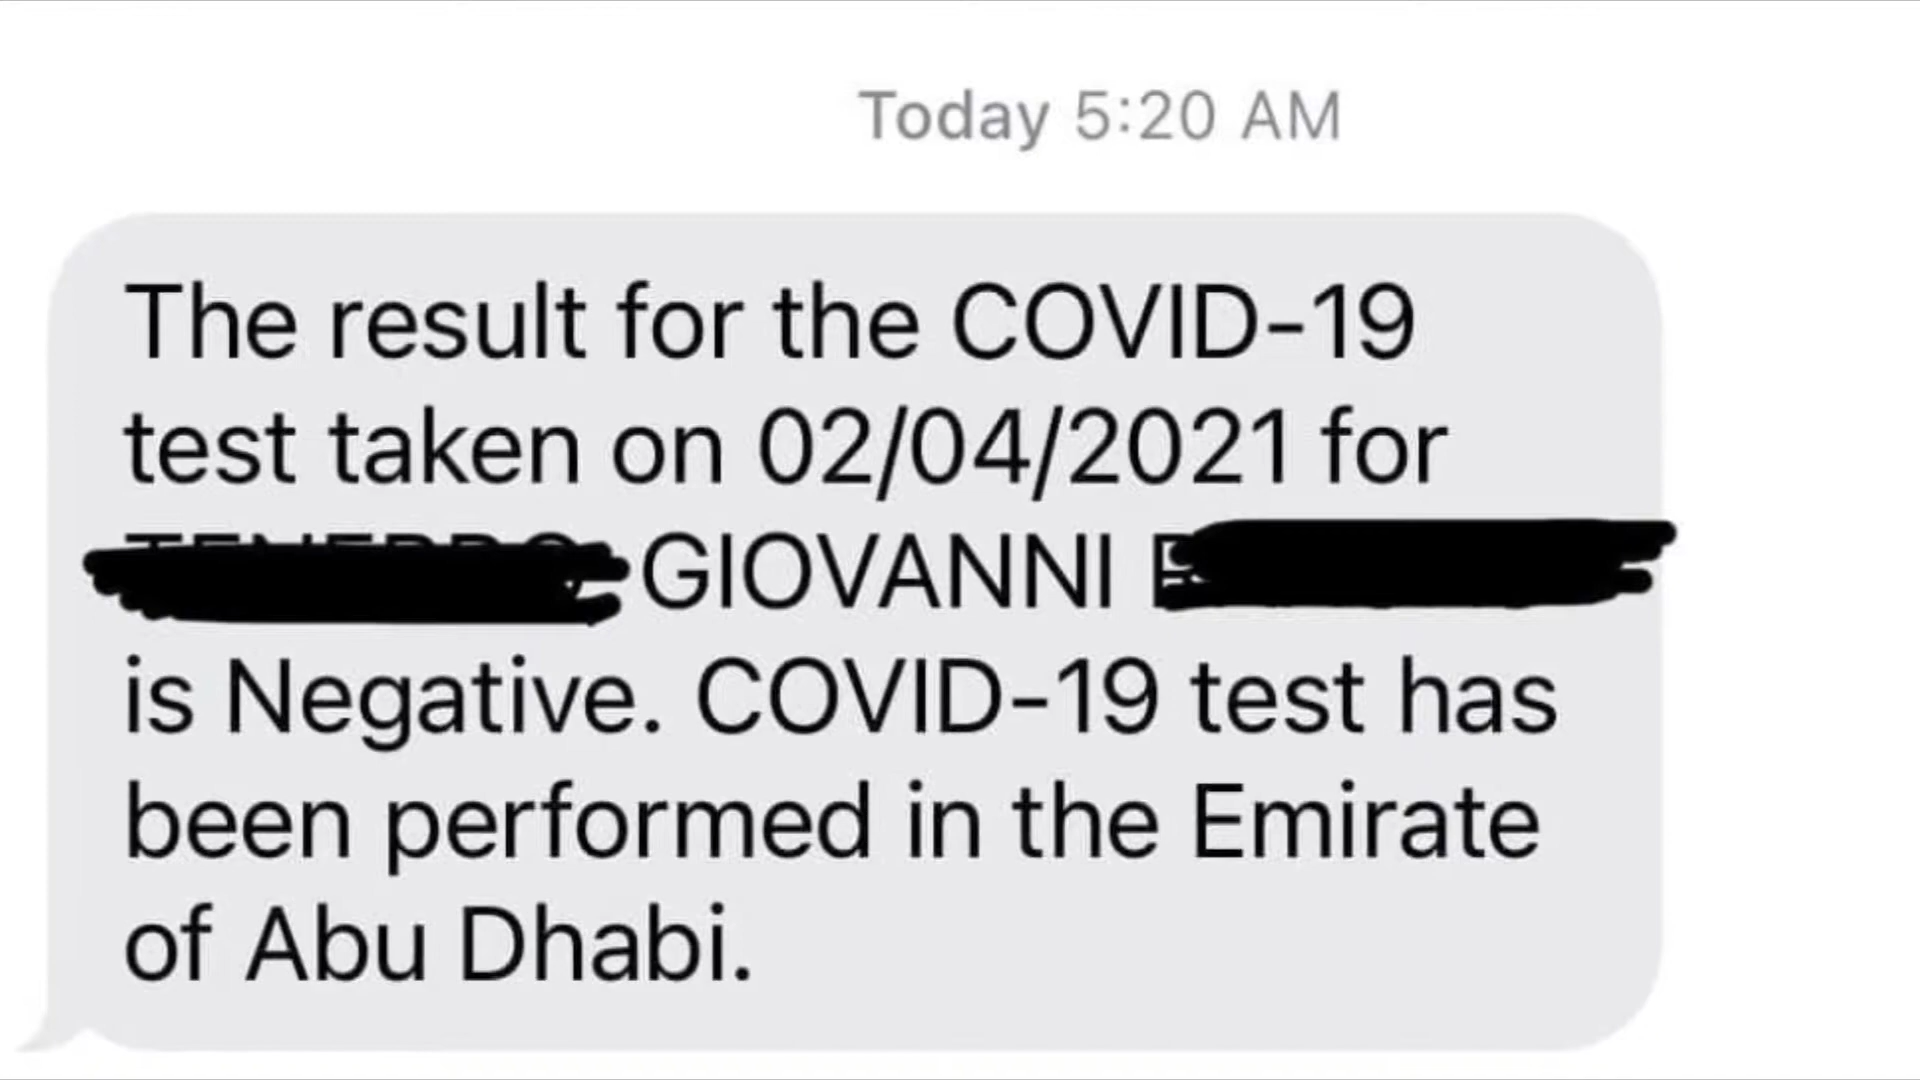 Today 5:20 AM
The result for the COVID-19
test taken on 02/04/2021 for
GIOVANNI
is Negative. COVID-19 test has
been performed in the Emirate
of Abu Dhabi.